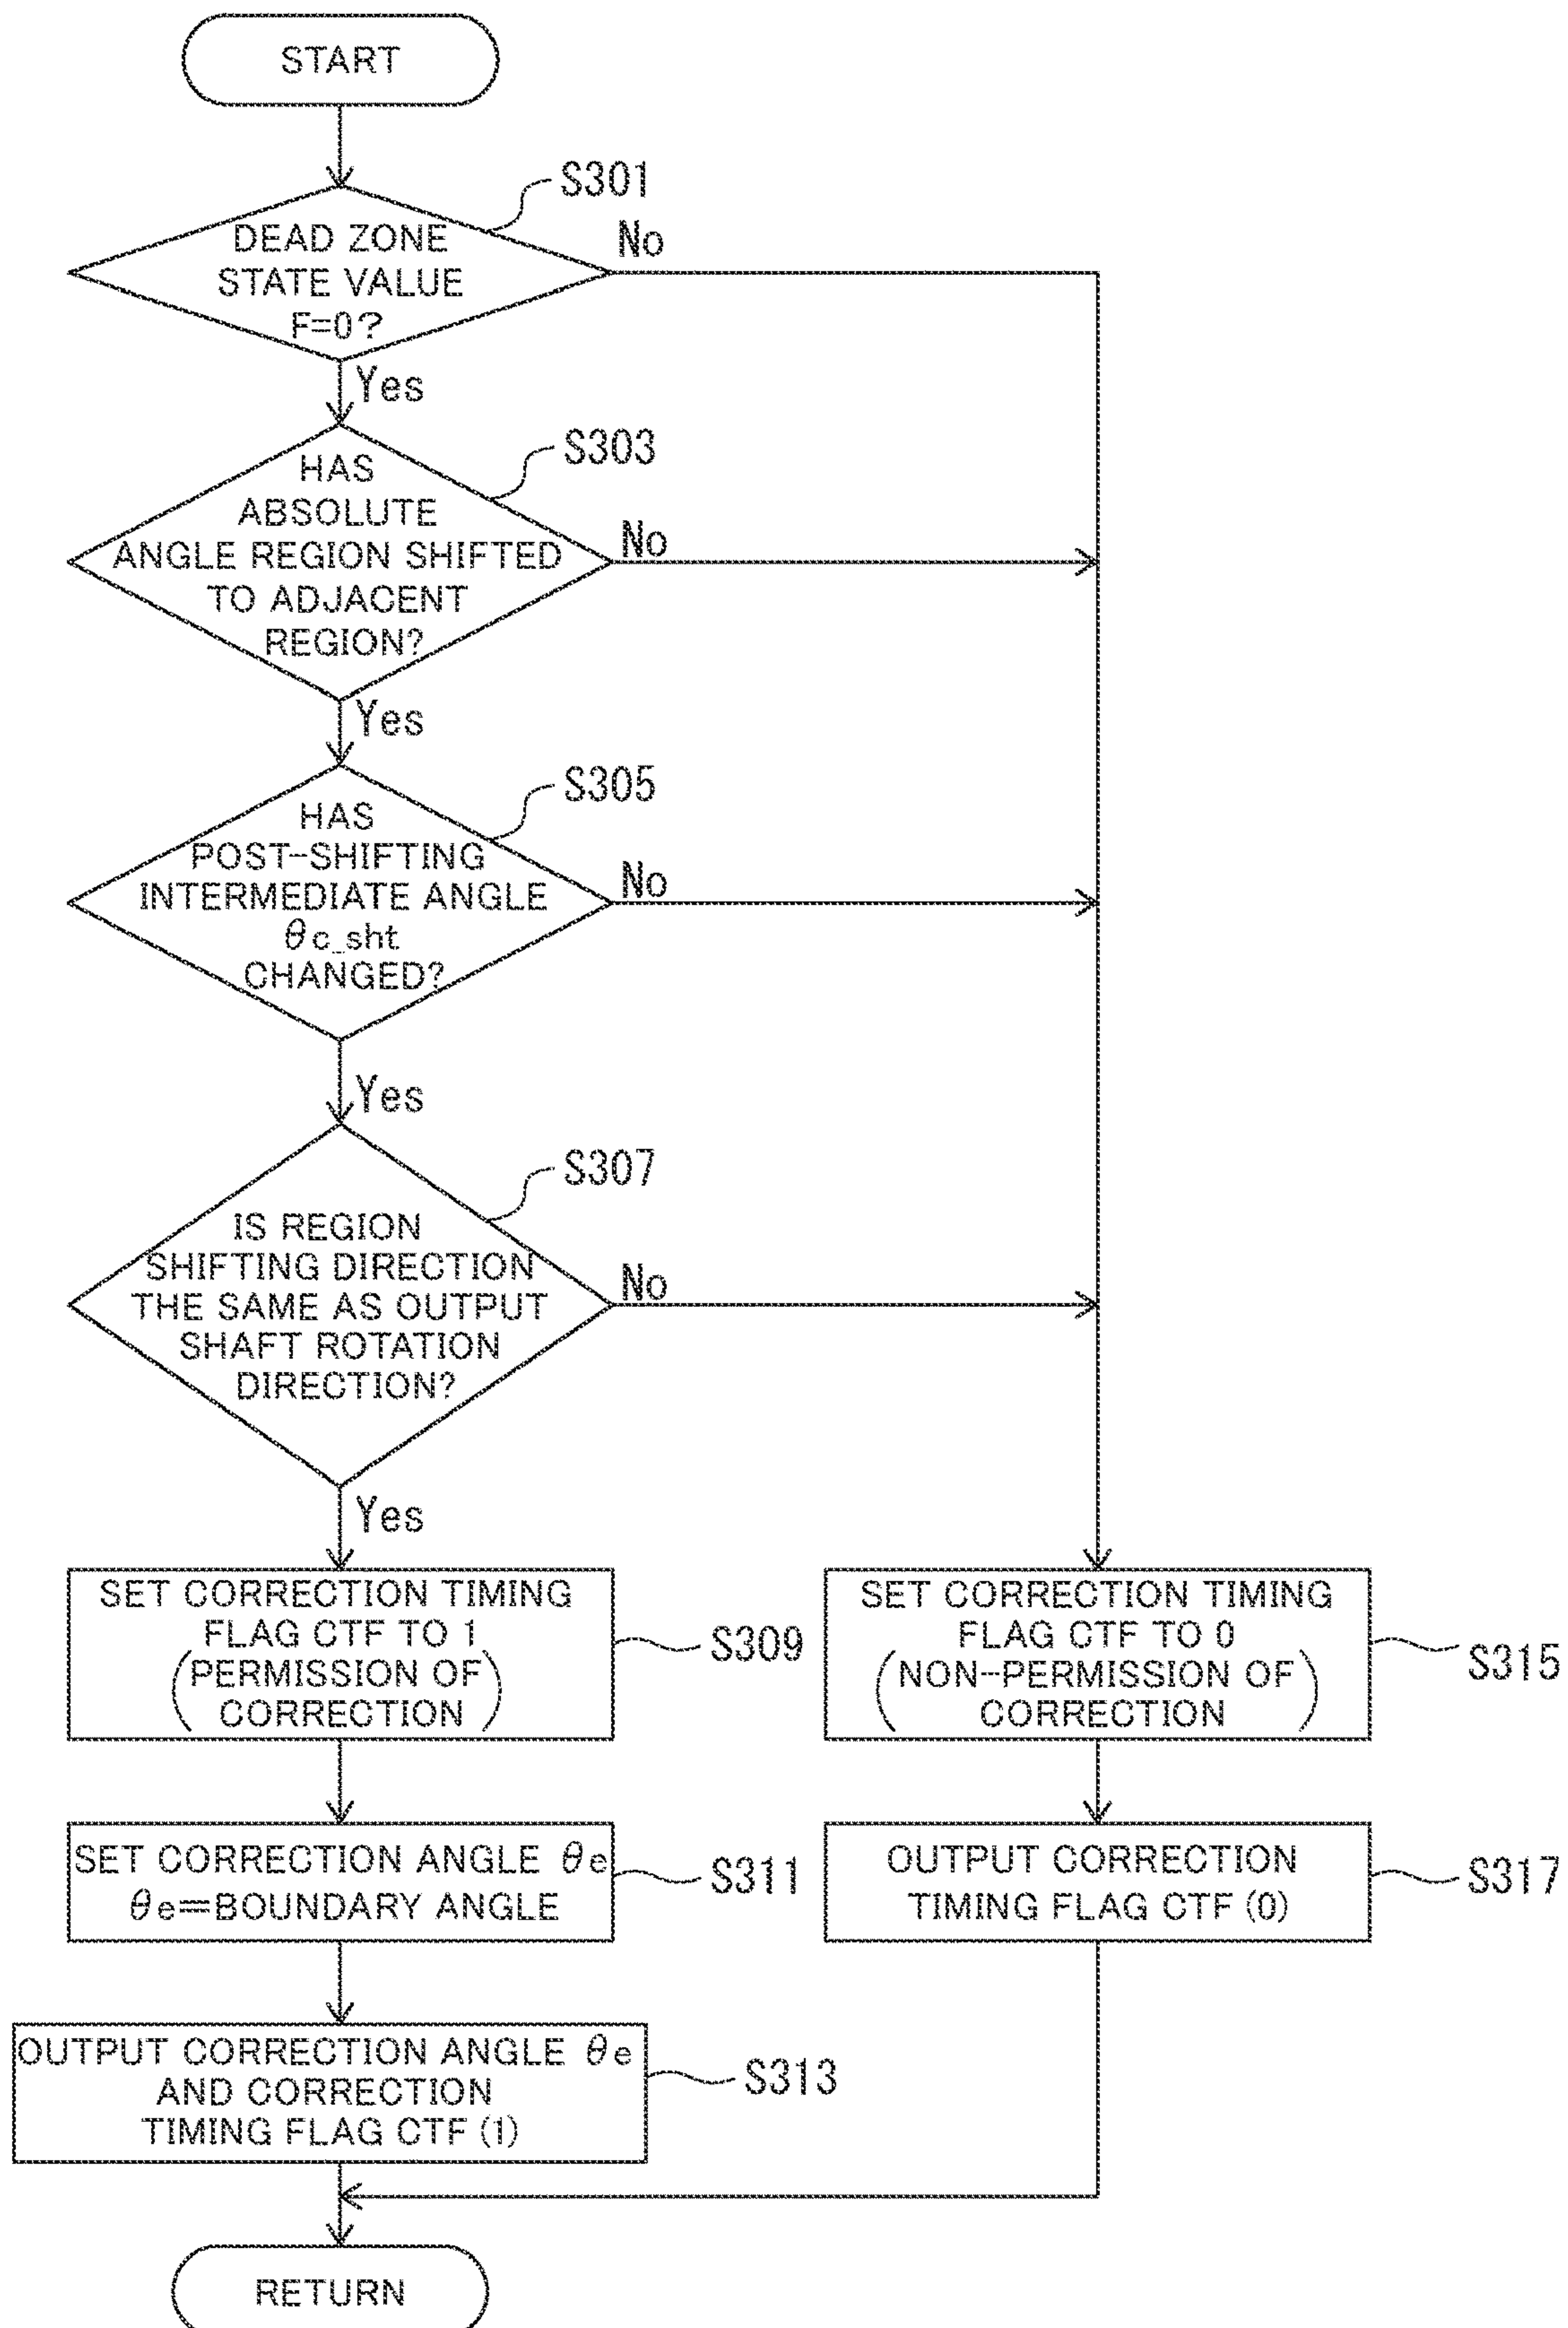 START
S301
DEAD ZONE
STATE VALUE
F=0?
No
Yes
S303
HAS
ABSOLUTE
ANGLE REGION SHIFTED
TO ADJACENT
REGION?
No
Yes
S305
HAS
POST-SHIFTING
INTERMEDIATE ANGLE
θc_sht
CHANGED?
No
Yes
S307
IS REGION
SHIFTING DIRECTION
THE SAME AS OUTPUT
SHAFT ROTATION
DIRECTION?
No
Yes
SET CORRECTION TIMING
FLAG CTF TO 1
(PERMISSION OF
CORRECTION)
S309
SET CORRECTION TIMING
FLAG CTF TO 0
(NON-PERMISSION OF
CORRECTION)
S315
SET CORRECTION ANGLE θe
θe=BOUNDARY ANGLE
S311
OUTPUT CORRECTION
TIMING FLAG CTF (0)
S317
OUTPUT CORRECTION ANGLE θe
AND CORRECTION
TIMING FLAG CTF (1)
S313
RETURN